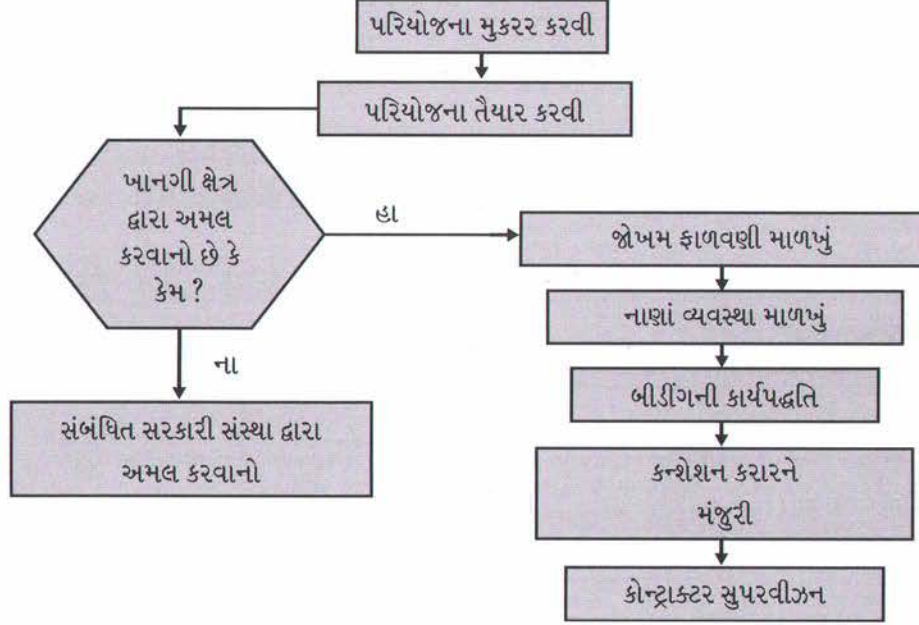 પરિયોજના મુકરર કરવી
પરિયોજના તૈયાર કરવી
ખાનગી ક્ષેત્ર
દ્વારા અમલ
કરવાનો છે કે
કેમ ?
હા
ના
સંબંધિત સરકારી સંસ્થા દ્વારા
અમલ કરવાનો
જોખમ ફાળવણી માળખું
નાણાં વ્યવસ્થા માળખું
બીડીંગની કાર્યપદ્ધતિ
કન્શેશન કરારને
મંજુરી
કોન્ટ્રાક્ટર સુપરવીઝન